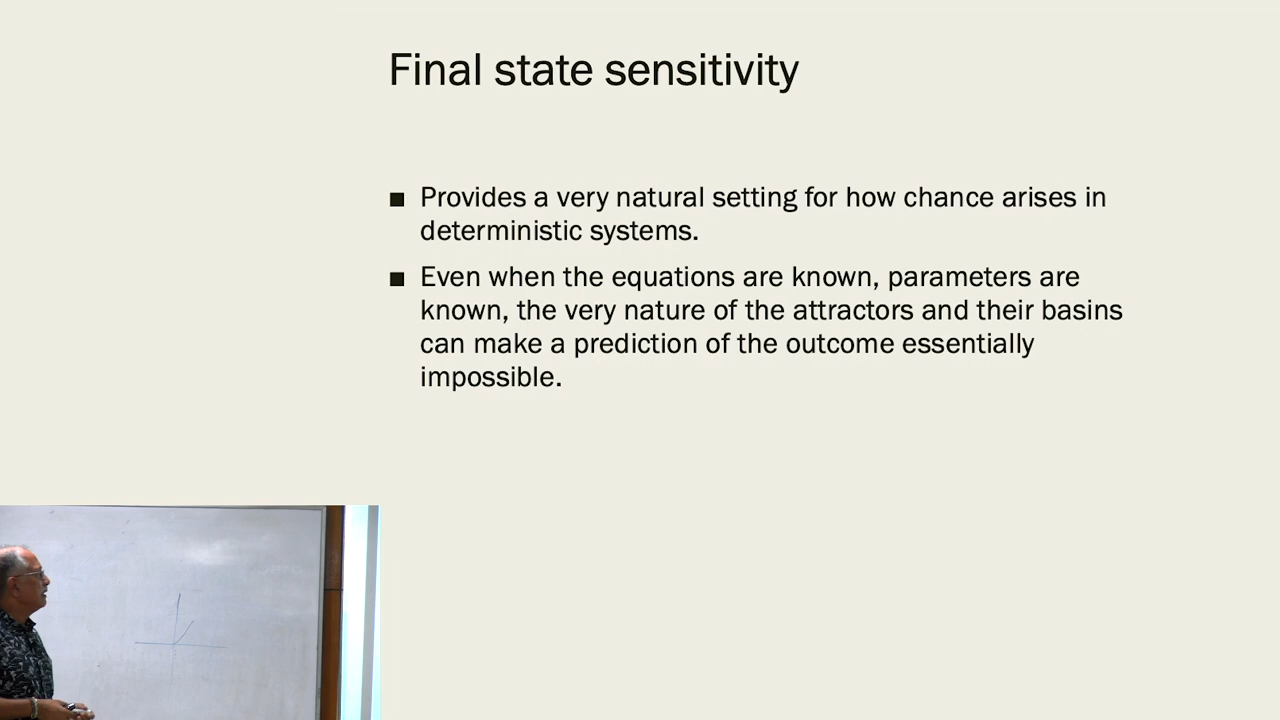 Final state sensitivity
■ Provides a very natural setting for how chance arises in
deterministic systems.
■ Even when the equations are known, parameters are
known, the very nature of the attractors and their basins
can make a prediction of the outcome essentially
impossible.